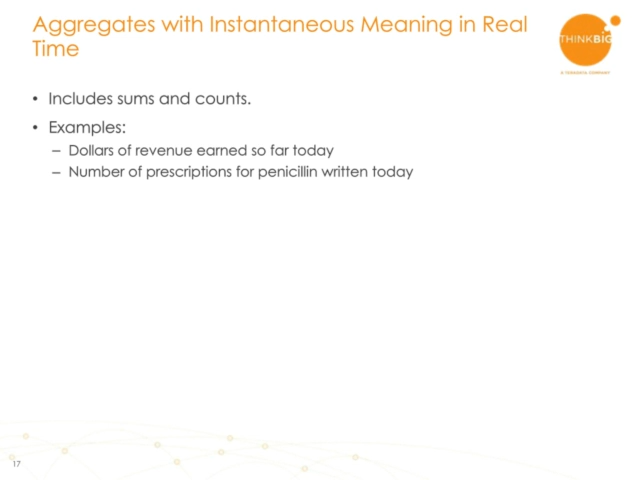 Aggregates with Instantaneous Meaning in Real
Time
THINKBIG
A TERADATA COMPANY
• Includes sums and counts.
• Examples:
– Dollars of revenue earned so far today
– Number of prescriptions for penicillin written today
17